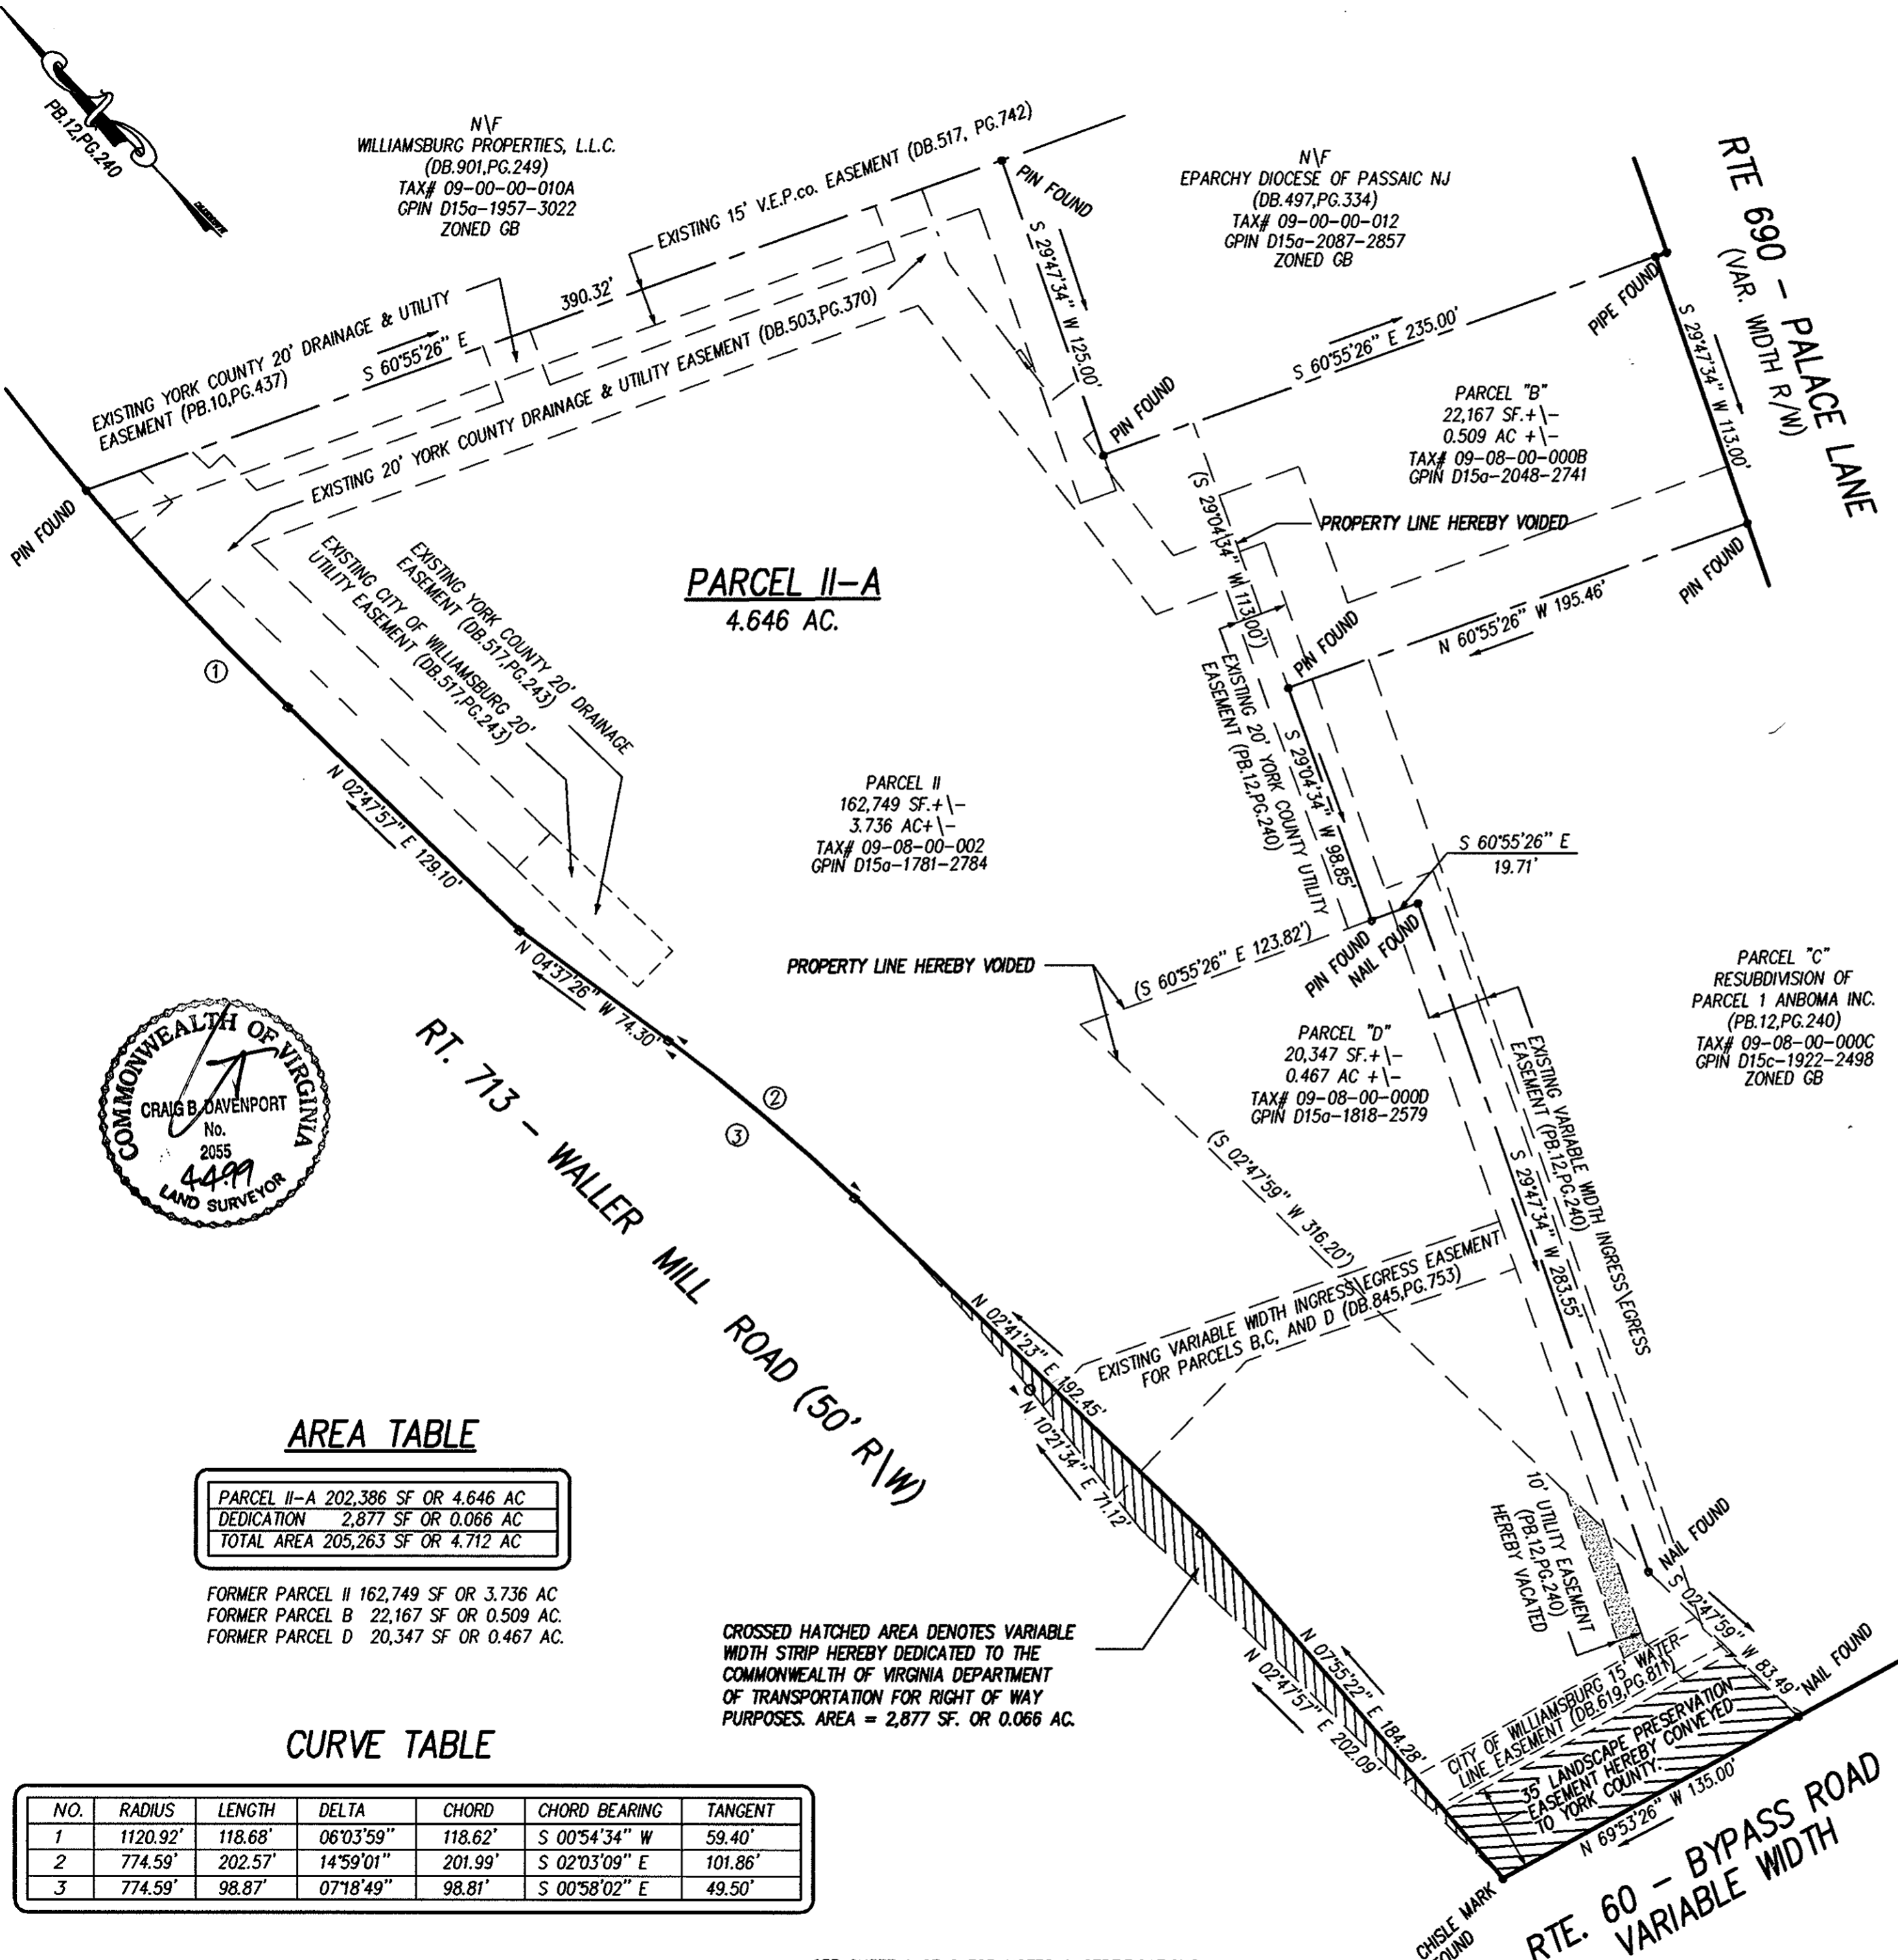 PB.12,PG.240
N\F
WILLIAMSBURG PROPERTIES, L.L.C.
(DB.901,PG.249)
TAX# 09-00-00-010A
GPIN D15a-1957-3022
ZONED GB
EXISTING 15' V.E.P.co. EASEMENT (DB.517, PG.742)
PIN FOUND
N\F
EPARCHY DIOCESE OF PASSAIC NJ
(DB.497,PG.334)
TAX# 09-00-00-012
GPIN D15a-2087-2857
ZONED GB
RTE 690 - PALACE LANE
(VAR. WIDTH R/W)
EXISTING YORK COUNTY 20' DRAINAGE & UTILITY
EASEMENT (PB.10,PG.437)
S 60°55'26" E
390.32'
EXISTING 20' YORK COUNTY DRAINAGE & UTILITY EASEMENT (DB.503,PG.370)
S 29°47'34" W 125.00'
PIN FOUND
S 60°55'26" E 235.00'
PIPE FOUND
S 29°47'34" W 113.00'
PARCEL "B"
22,167 SF.+\-
0.509 AC +\-
TAX# 09-08-00-000B
GPIN D15a-2048-2741
PIN FOUND
(S 29°04'34" W 113.00')
PROPERTY LINE HEREBY VOIDED
PIN FOUND
N 60°55'26" W 195.46'
PIN FOUND
PARCEL II-A
4.646 AC.
EXISTING YORK COUNTY 20' DRAINAGE
EASEMENT (DB.517,PG.243)
EXISTING CITY OF WILLIAMSBURG 20'
UTILITY EASEMENT (DB.517,PG.243)
1
N 02°47'57" E 129.10'
EXISTING 20' YORK COUNTY UTILITY
EASEMENT (PB.12,PG.240)
S 29°04'34" W 98.85'
PARCEL II
162,749 SF.+\-
3.736 AC+\-
TAX# 09-08-00-002
GPIN D15a-1781-2784
S 60°55'26" E
19.71'
PIN FOUND
NAIL FOUND
PROPERTY LINE HEREBY VOIDED
(S 60°55'26" E 123.82')
N 04°37'26" W 74.30'
PARCEL "C"
RESUBDIVISION OF
PARCEL 1 ANBOMA INC.
(PB.12,PG.240)
TAX# 09-08-00-000C
GPIN D15c-1922-2498
ZONED GB
PARCEL "D"
20,347 SF.+\-
0.467 AC +\-
TAX# 09-08-00-000D
GPIN D15a-1818-2579
COMMONWEALTH OF VIRGINIA
CRAIG B. DAVENPORT
No.
2055
4.4.99
LAND SURVEYOR
RT. 713 - WALLER MILL ROAD (50' R\W)
2
3
(S 02°47'59" W 316.20')
EXISTING VARIABLE WIDTH INGRESS\EGRESS
EASEMENT (PB.12,PG.240)
S 29°47'34" W 283.55'
EXISTING VARIABLE WIDTH INGRESS\EGRESS EASEMENT
FOR PARCELS B,C, AND D (DB.845,PG.753)
N 02°41'23" E 192.45'
N 10°21'34" E 71.12'
AREA TABLE
PARCEL II-A 202,386 SF OR 4.646 AC
DEDICATION 2,877 SF OR 0.066 AC
TOTAL AREA 205,263 SF OR 4.712 AC
FORMER PARCEL II 162,749 SF OR 3.736 AC
FORMER PARCEL B 22,167 SF OR 0.509 AC.
FORMER PARCEL D 20,347 SF OR 0.467 AC.
CROSSED HATCHED AREA DENOTES VARIABLE
WIDTH STRIP HEREBY DEDICATED TO THE
COMMONWEALTH OF VIRGINIA DEPARTMENT
OF TRANSPORTATION FOR RIGHT OF WAY
PURPOSES. AREA = 2,877 SF. OR 0.066 AC.
10' UTILITY EASEMENT
(PB.12,PG.240)
HEREBY VACATED
NAIL FOUND
S 02°47'59" W 83.49'
NAIL FOUND
N 07°55'22" E 184.28'
N 02°47'57" E 202.09'
CITY OF WILLIAMSBURG 15' WATER-
LINE EASEMENT (DB.619,PG.811)
35' LANDSCAPE PRESERVATION
EASEMENT HEREBY CONVEYED
TO YORK COUNTY.
N 69°53'26" W 135.00'
CHISLE MARK
FOUND
RTE. 60 - BYPASS ROAD
VARIABLE WIDTH
CURVE TABLE
NO. RADIUS LENGTH DELTA CHORD CHORD BEARING TANGENT
1 1120.92' 118.68' 06°03'59" 118.62' S 00°54'34" W 59.40'
2 774.59' 202.57' 14°59'01" 201.99' S 02°03'09" E 101.86'
3 774.59' 98.87' 07°18'49" 98.81' S 00°58'02" E 49.50'